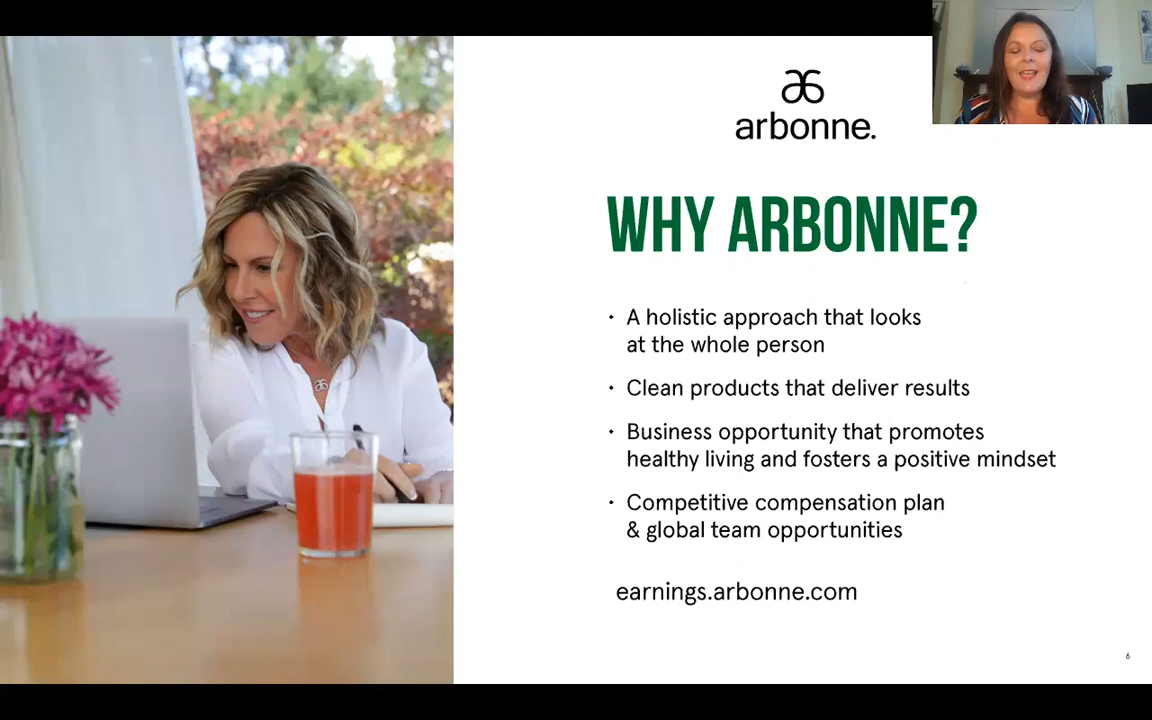 arbonne.
WHY ARBONNE?
· A holistic approach that looks
at the whole person
· Clean products that deliver results
· Business opportunity that promotes
healthy living and fosters a positive mindset
· Competitive compensation plan
& global team opportunities
earnings.arbonne.com
6